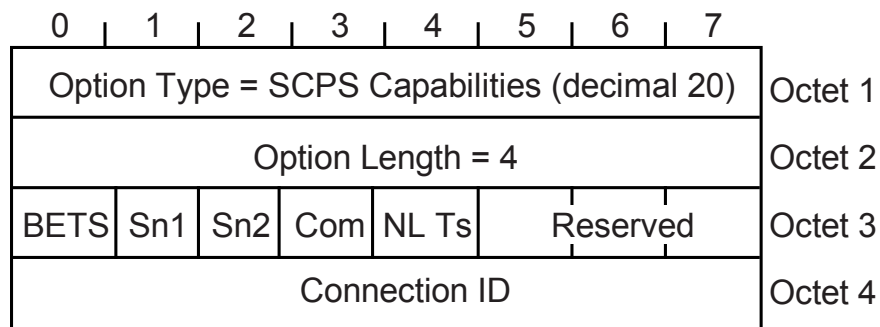 0 1 2 3 4 5 6 7
Option Type = SCPS Capabilities (decimal 20) Octet 1
Option Length = 4 Octet 2
BETS Sn1 Sn2 Com NL Ts Reserved Octet 3
Connection ID Octet 4